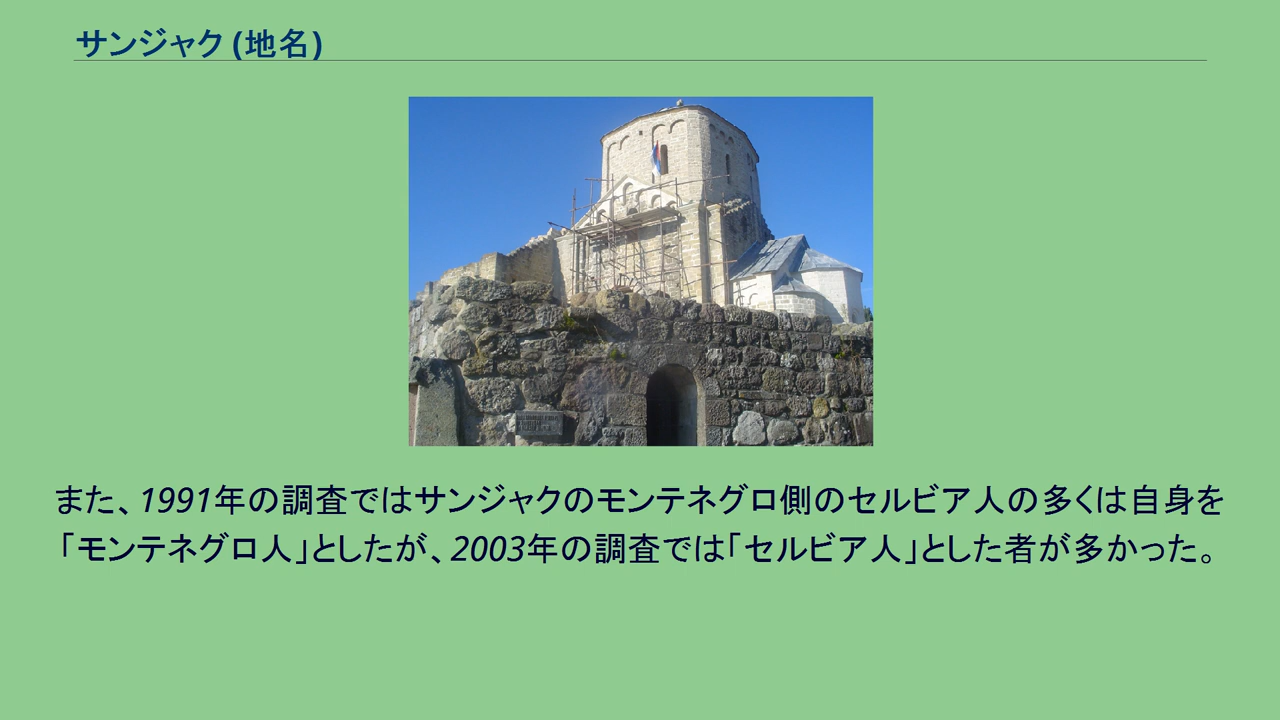 サンジャク (地名)
また、1991年の調査ではサンジャクのモンテネグロ側のセルビア人の多くは自身を
「モンテネグロ人」としたが、2003年の調査では「セルビア人」とした者が多かった。